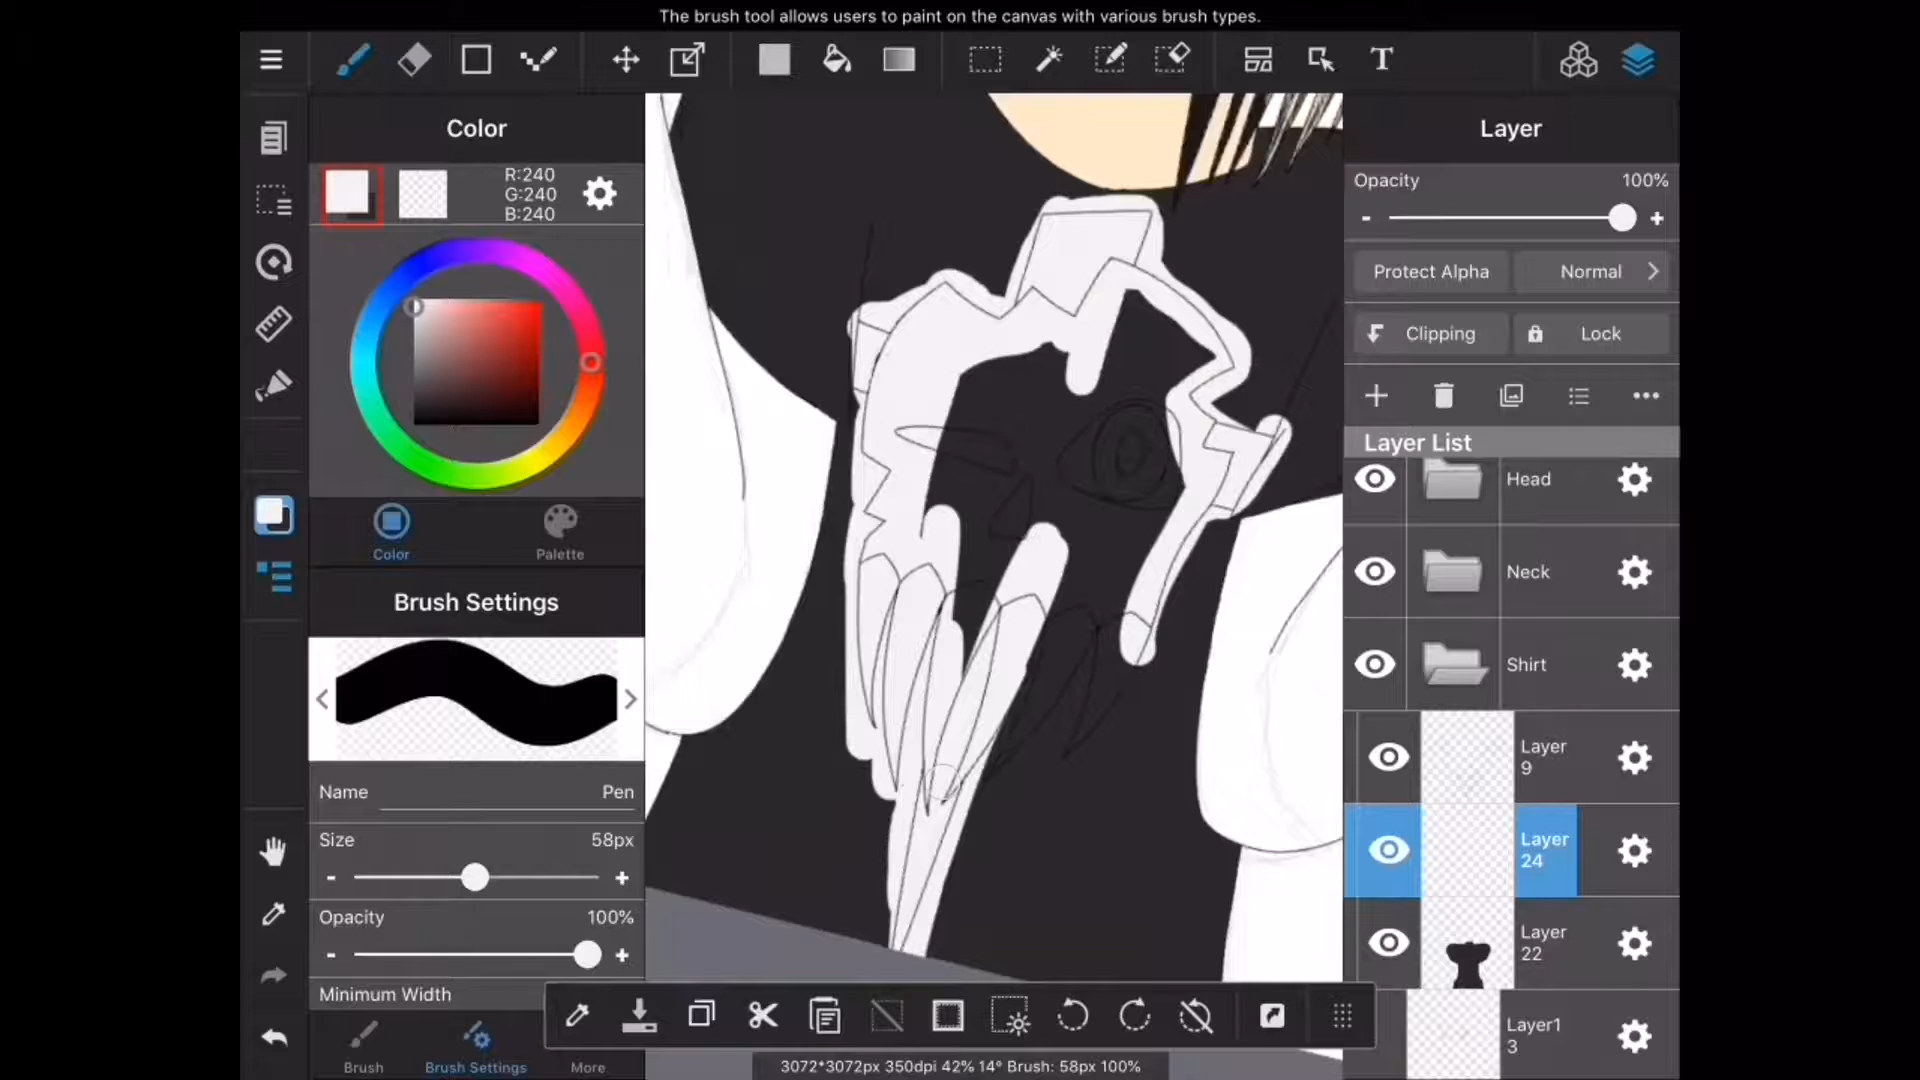 The brush tool allows users to paint on the canvas with various brush types.
T
Color
R:240
G:240
B:240
Color
Palette
Brush Settings
Name Pen
Size 58px
- +
Opacity 100%
- +
Minimum Width
Brush
Brush Settings
More
3072*3072px 350dpi 42% 14° Brush: 58px 100%
Layer
Opacity 100%
- +
Protect Alpha
Normal
Clipping
Lock
Layer List
Head
Neck
Shirt
Layer
9
Layer
24
Layer
22
Layer1
3